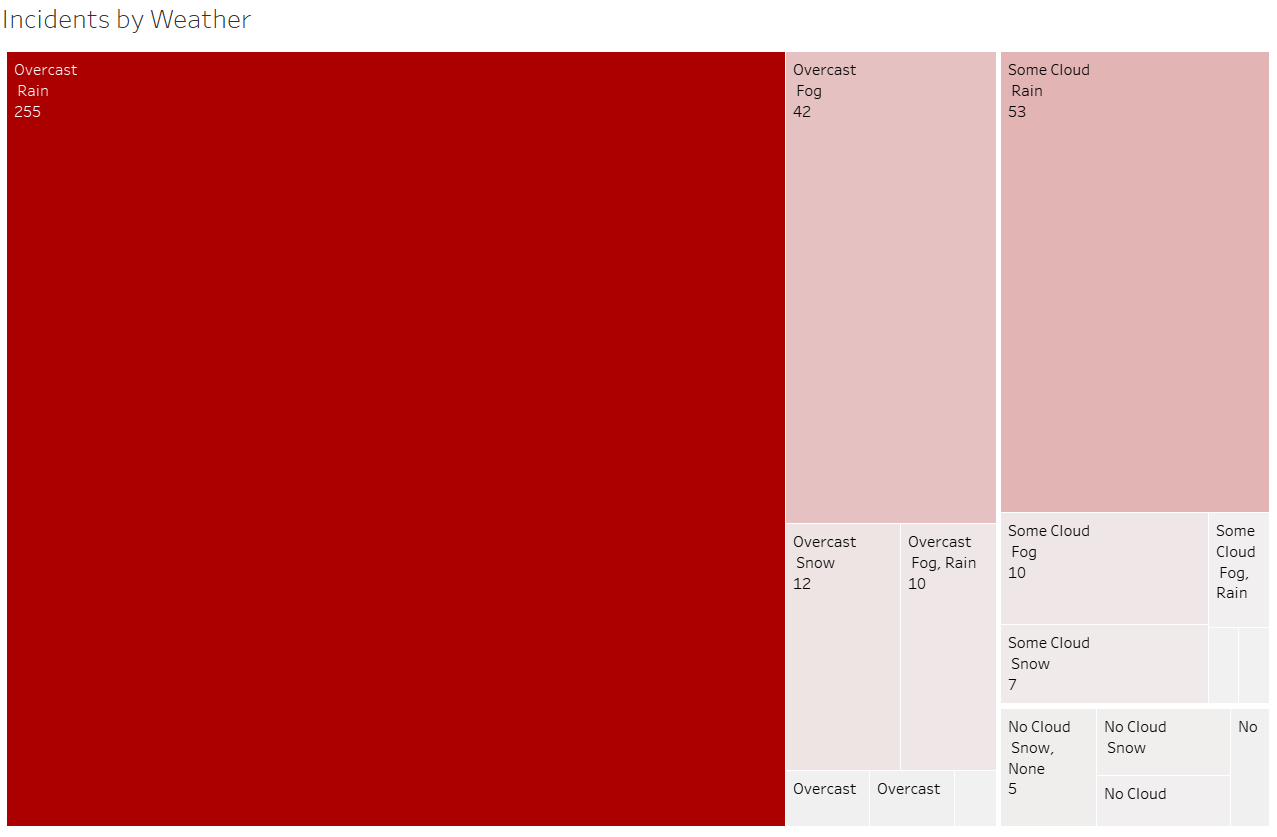 Incidents by Weather
Overcast
Rain
255
Overcast
Fog
42
Some Cloud
Rain
53
Overcast
Snow
12
Overcast
Fog, Rain
10
Some Cloud
Fog
10
Some
Cloud
Fog,
Rain
Some Cloud
Snow
7
No Cloud
Snow,
None
5
No Cloud
Snow
No
No Cloud
Overcast
Overcast